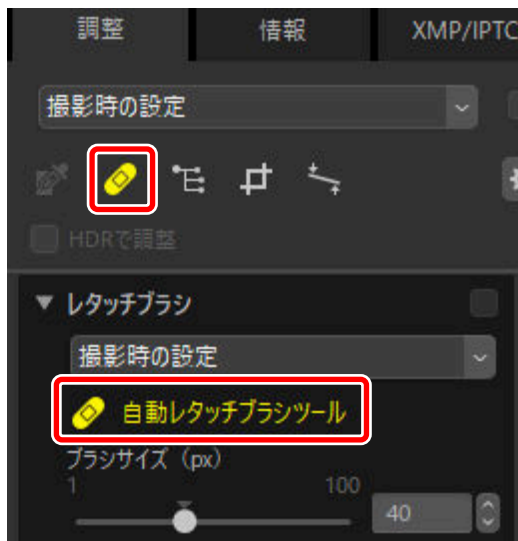 調整 情報 XMP/IPTC
撮影時の設定
HDRで調整
レタッチブラシ
撮影時の設定
自動レタッチブラシツール
ブラシサイズ（px）
1 100
40